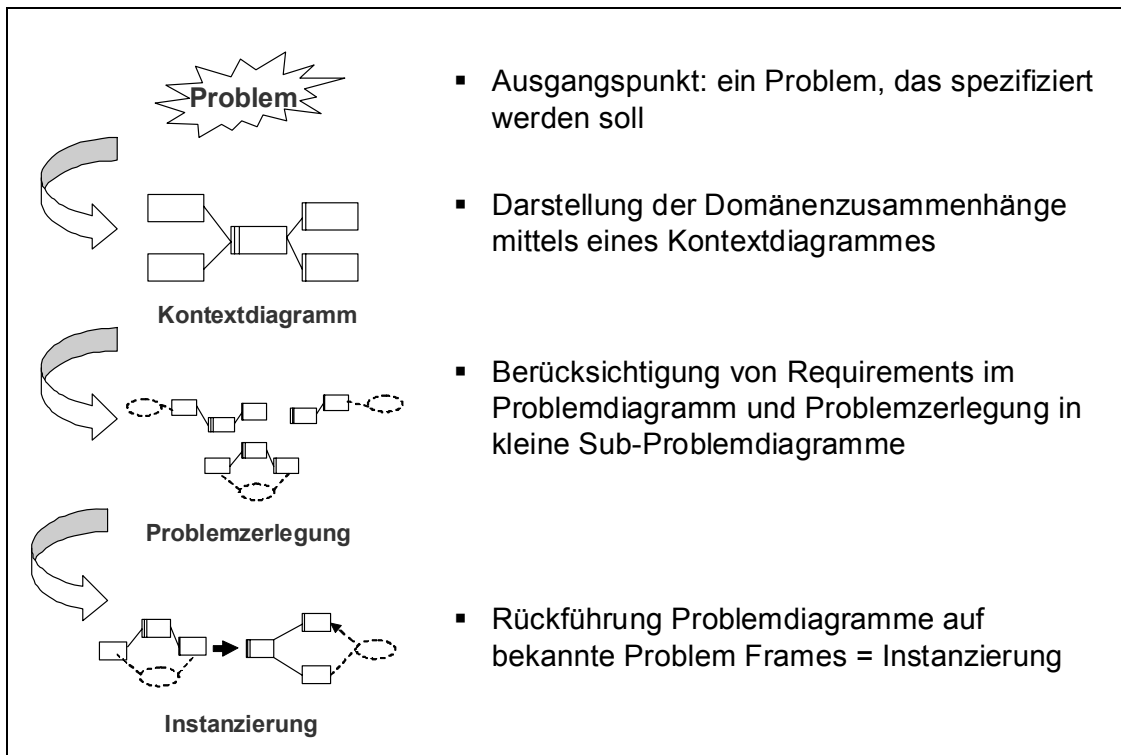 Problem
▪ Ausgangspunkt: ein Problem, das spezifiziert
werden soll
▪ Darstellung der Domänenzusammenhänge
mittels eines Kontextdiagrammes
Kontextdiagramm
▪ Berücksichtigung von Requirements im
Problemdiagramm und Problemzerlegung in
kleine Sub-Problemdiagramme
Problemzerlegung
▪ Rückführung Problemdiagramme auf
bekannte Problem Frames = Instanzierung
Instanzierung